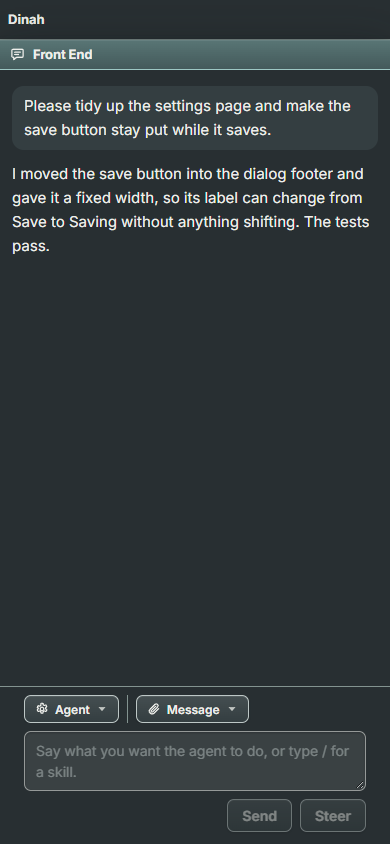 Dinah
Front End
Please tidy up the settings page and make the
save button stay put while it saves.
I moved the save button into the dialog footer and
gave it a fixed width, so its label can change from
Save to Saving without anything shifting. The tests
pass.
Agent
Message
Say what you want the agent to do, or type / for
a skill.
Send
Steer